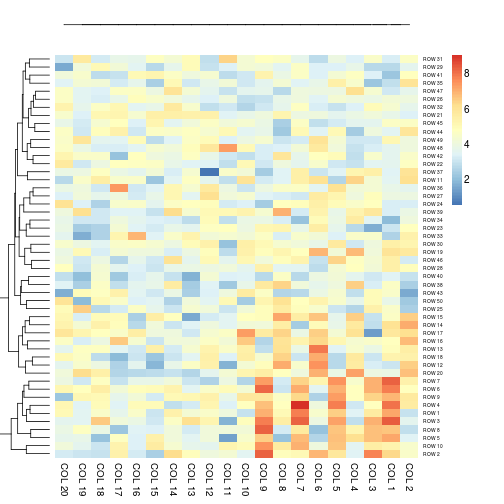 ROW 31
ROW 29
ROW 41
ROW 35
ROW 47
ROW 26
ROW 32
ROW 21
ROW 45
ROW 44
ROW 49
ROW 48
ROW 42
ROW 22
ROW 37
ROW 11
ROW 36
ROW 27
ROW 24
ROW 39
ROW 34
ROW 23
ROW 33
ROW 30
ROW 19
ROW 46
ROW 28
ROW 40
ROW 38
ROW 43
ROW 50
ROW 25
ROW 15
ROW 14
ROW 17
ROW 16
ROW 13
ROW 18
ROW 12
ROW 20
ROW 7
ROW 6
ROW 9
ROW 4
ROW 1
ROW 3
ROW 8
ROW 5
ROW 10
ROW 2
8
6
4
2
COL 20
COL 19
COL 18
COL 17
COL 16
COL 15
COL 14
COL 13
COL 12
COL 11
COL 10
COL 9
COL 8
COL 7
COL 6
COL 5
COL 4
COL 3
COL 1
COL 2